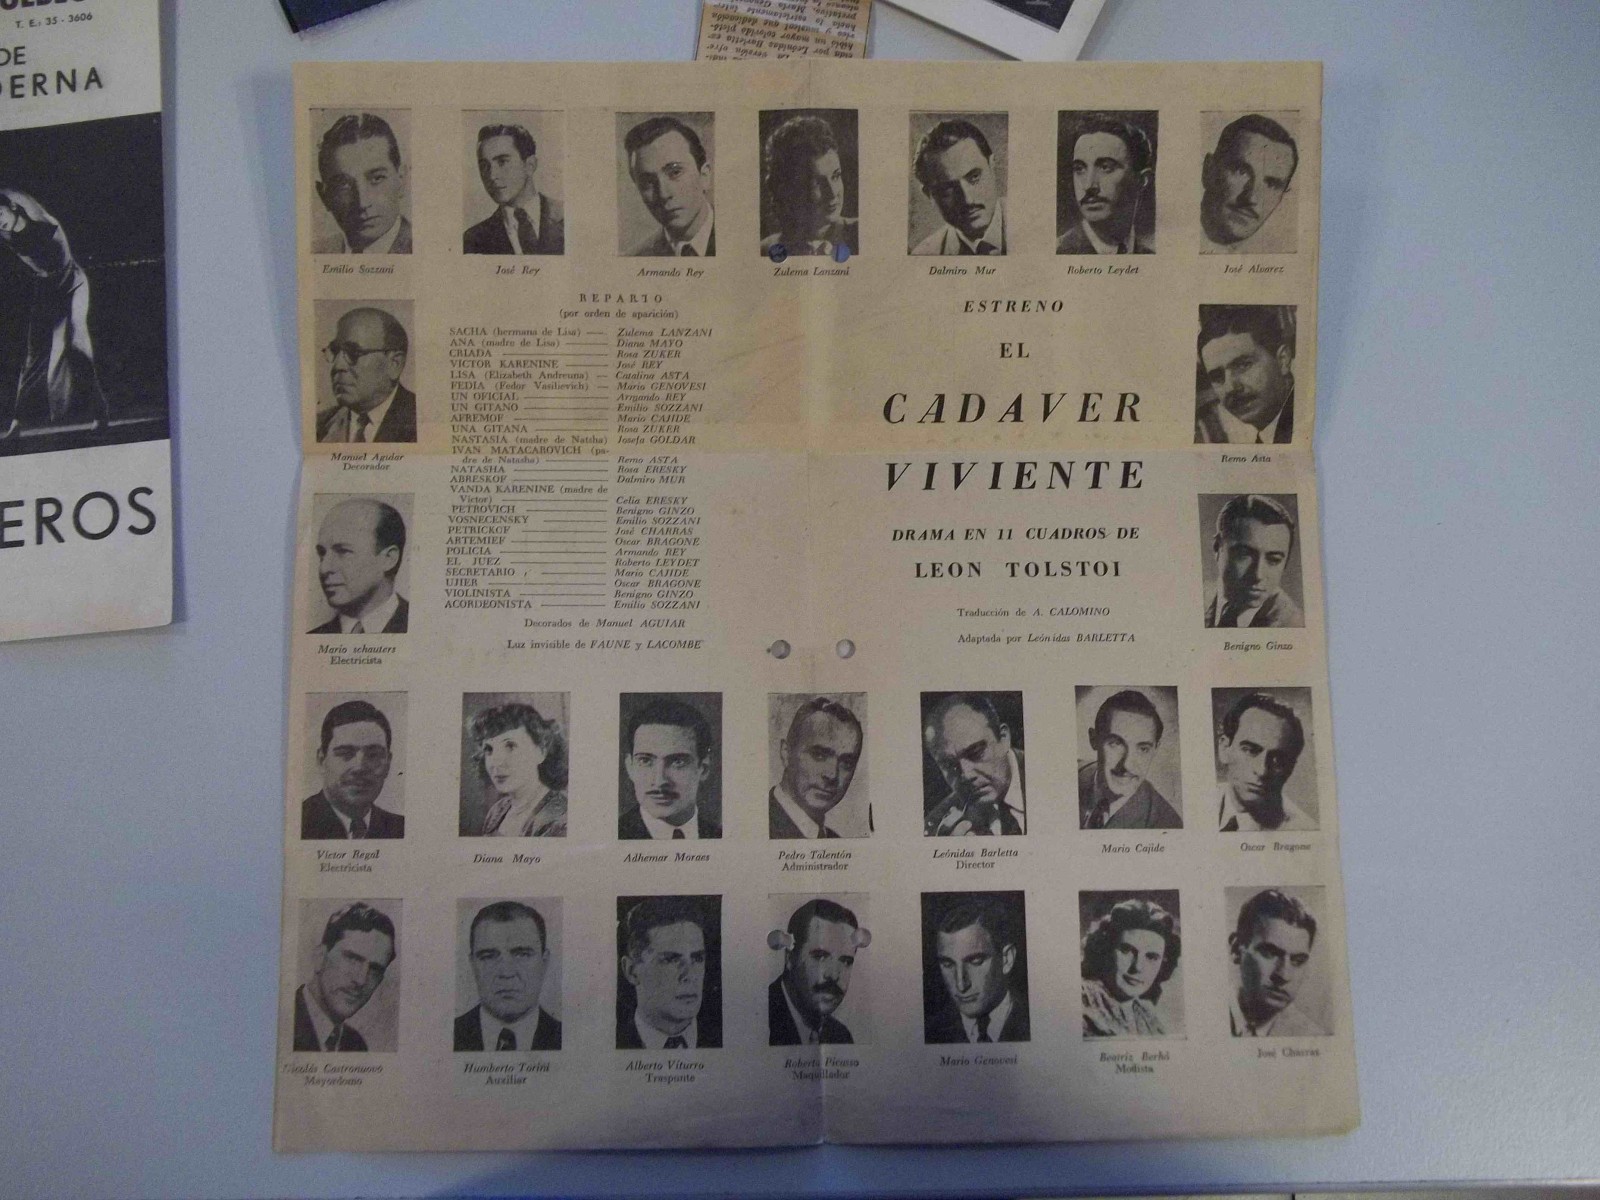 T. E.: 35 - 3606
DE
DERNA
EROS
Emilio Sozzani
José Rey
Armando Rey
Zulema Lanzani
Dalmiro Mur
Roberto Leydet
José Alvarez
Manuel Aguiar
Decorador
Mario schauters
Electricista
REPARTO
(por orden de aparición)
SACHA (hermana de Lisa) — Zulema LANZANI
ANA (madre de Lisa) — Diana MAYO
CRIADA — Rosa ZUKER
VICTOR KARENINE — José REY
LISA (Elizabeth Andreuna) — Catalina ASTA
FEDIA (Fedor Vasilievich) — Mario GENOVESI
UN OFICIAL — Armando REY
UN GITANO — Emilio SOZZANI
AFREMOF — Mario CAJIDE
UNA GITANA — Rosa ZUKER
NASTASIA (madre de Natsha) Josefa GOLDAR
IVAN MATACAROVICH (pa-
dre de Natasha) — Remo ASTA
NATASHA — Rosa ERESKY
ABRESKOF — Dalmiro MUR
VANDA KARENINE (madre de
Víctor) — Celia ERESKY
PETROVICH — Benigno GINZO
VOSNECENSKY — Emilio SOZZANI
PETRICKOF — José CHARRAS
ARTEMIEF — Oscar BRAGONE
POLICIA — Armando REY
EL JUEZ — Roberto LEYDET
SECRETARIO — Mario CAJIDE
UJIER — Oscar BRAGONE
VIOLINISTA — Benigno GINZO
ACORDEONISTA — Emilio SOZZANI
Decorados de Manuel AGUIAR
Luz invisible de FAUNE y LACOMBE
ESTRENO
EL
CADAVER
VIVIENTE
DRAMA EN 11 CUADROS DE
LEON TOLSTOI
Traducción de A. CALOMINO
Adaptada por Leónidas BARLETTA
Remo Asta
Benigno Ginzo
Víctor Regal
Electricista
Diana Mayo
Adhemar Moraes
Pedro Talentón
Administrador
Leónidas Barletta
Director
Mario Cajide
Oscar Bragone
Nicolás Castronuovo
Mayordomo
Humberto Torini
Auxiliar
Alberto Viturro
Traspunte
Roberto Picasso
Maquillador
Mario Genovesi
Beatriz
Modista
José Charras